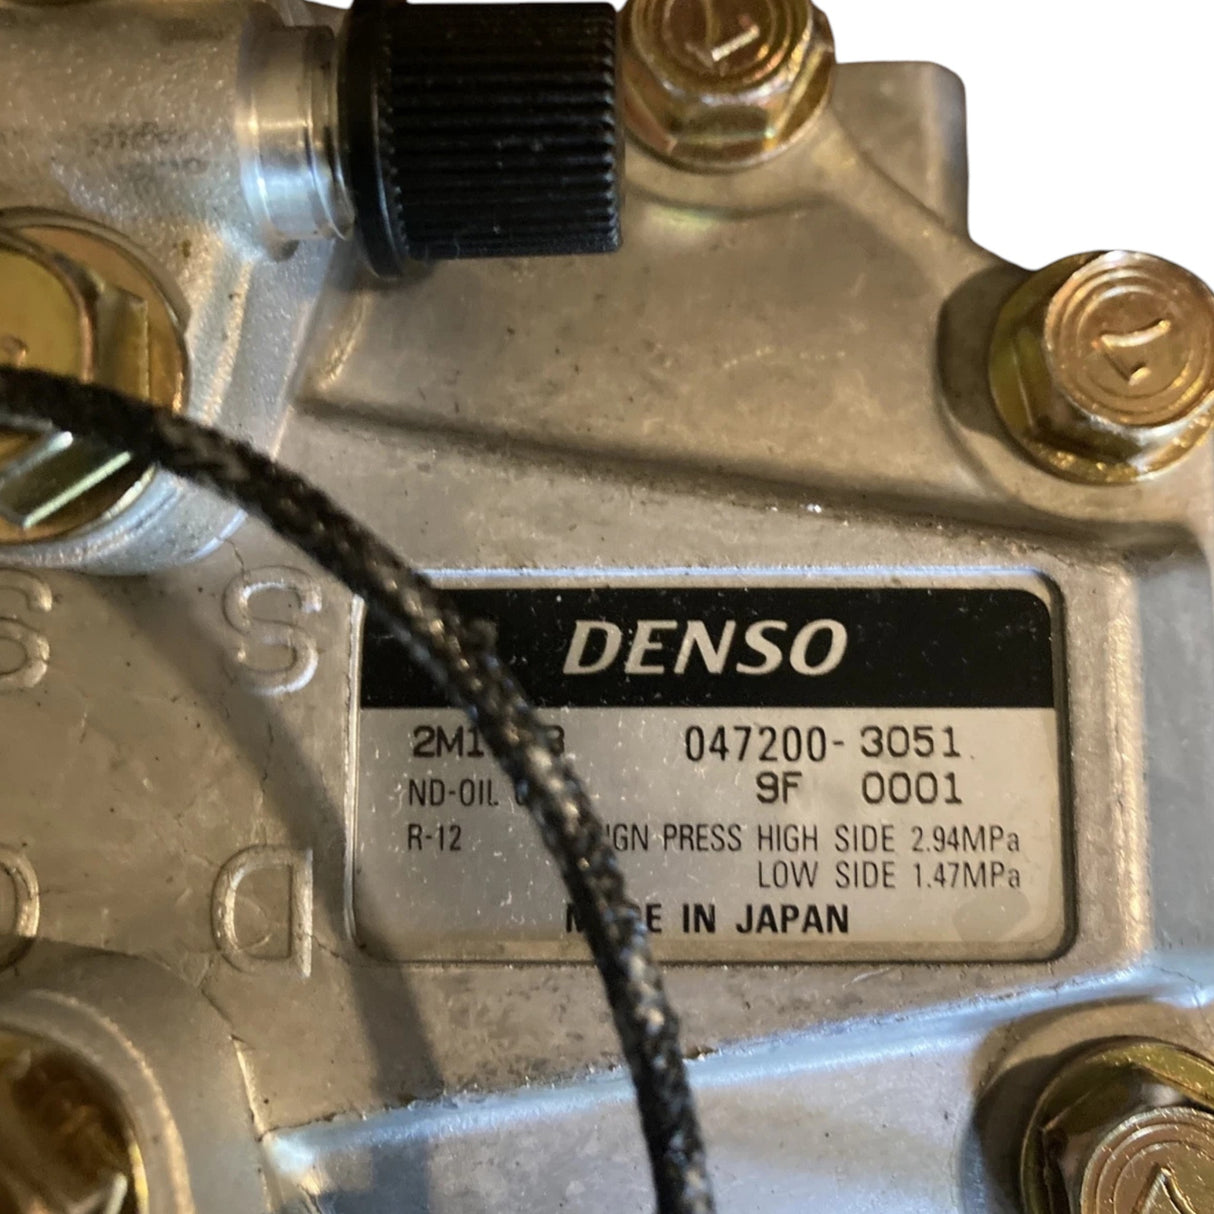 DENSO
047200-3051
ND-OIL
9F 0001
R-12 PRESS HIGH SIDE 2.94MPa
LOW SIDE 1.47MPa
IN JAPAN
S
S
D